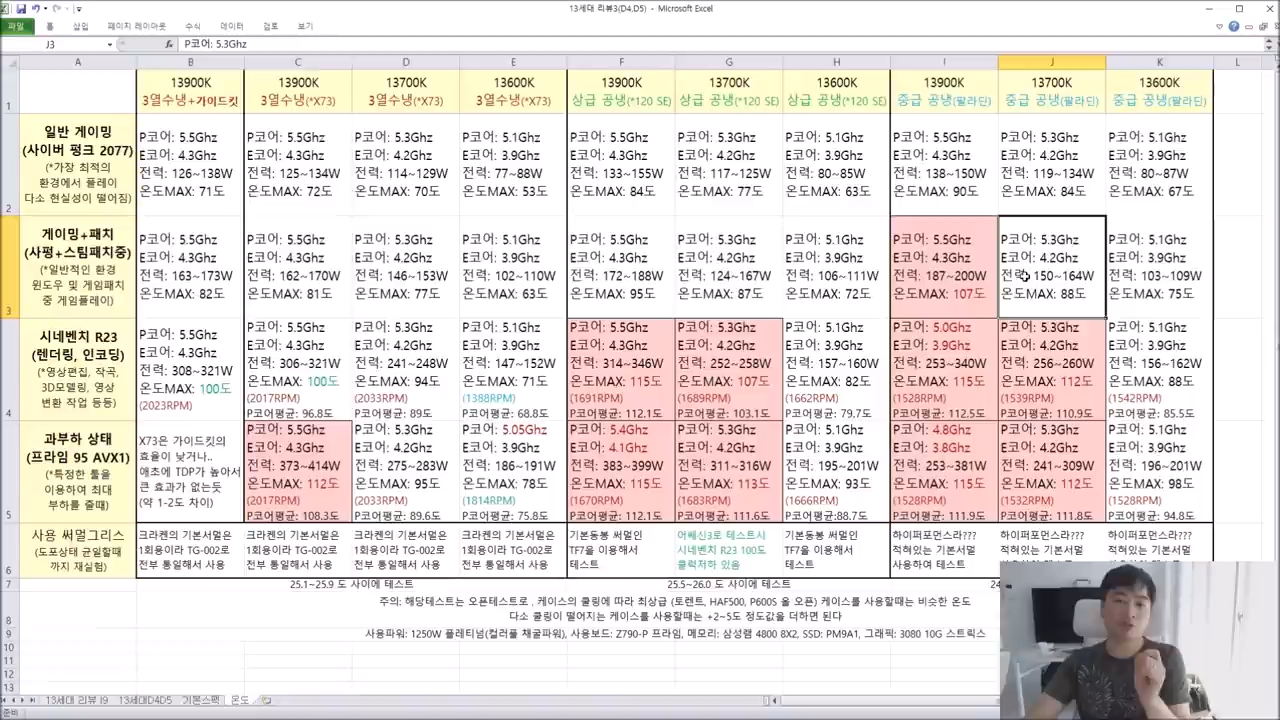 13세대 리뷰3(D4,D5) - Microsoft Excel
파일 홈 삽입 페이지 레이아웃 수식 데이터 검토 보기
J3 fx P코어: 5.3Ghz
A B C D E F G H I J K L
1
13900K
3열수냉+가이드킷
13900K
3열수냉(*X73)
13700K
3열수냉(*X73)
13600K
3열수냉(*X73)
13900K
상급 공냉(*120 SE)
13700K
상급 공냉(*120 SE)
13600K
상급 공냉(*120 SE)
13900K
중급 공냉(팔라딘)
13700K
중급 공냉(팔라딘)
13600K
중급 공냉(팔라딘)
2
일반 게이밍
(사이버 펑크 2077)
(*가장 최적의
환경에서 플레이
다소 현실성이 떨어짐)
P코어: 5.5Ghz
E코어: 4.3Ghz
전력: 126~138W
온도MAX: 71도
P코어: 5.5Ghz
E코어: 4.3Ghz
전력: 125~134W
온도MAX: 72도
P코어: 5.3Ghz
E코어: 4.2Ghz
전력: 114~129W
온도MAX: 70도
P코어: 5.1Ghz
E코어: 3.9Ghz
전력: 77~88W
온도MAX: 53도
P코어: 5.5Ghz
E코어: 4.3Ghz
전력: 133~155W
온도MAX: 84도
P코어: 5.3Ghz
E코어: 4.2Ghz
전력: 117~125W
온도MAX: 77도
P코어: 5.1Ghz
E코어: 3.9Ghz
전력: 80~85W
온도MAX: 63도
P코어: 5.5Ghz
E코어: 4.3Ghz
전력: 138~150W
온도MAX: 90도
P코어: 5.3Ghz
E코어: 4.2Ghz
전력: 119~134W
온도MAX: 84도
P코어: 5.1Ghz
E코어: 3.9Ghz
전력: 80~87W
온도MAX: 67도
3
게이밍+패치
(사펑+스팀패치중)
(*일반적인 환경
윈도우 및 게임패치
중 게임플레이)
P코어: 5.5Ghz
E코어: 4.3Ghz
전력: 163~173W
온도MAX: 82도
P코어: 5.5Ghz
E코어: 4.3Ghz
전력: 162~170W
온도MAX: 81도
P코어: 5.3Ghz
E코어: 4.2Ghz
전력: 146~153W
온도MAX: 77도
P코어: 5.1Ghz
E코어: 3.9Ghz
전력: 102~110W
온도MAX: 63도
P코어: 5.5Ghz
E코어: 4.3Ghz
전력: 172~188W
온도MAX: 95도
P코어: 5.3Ghz
E코어: 4.2Ghz
전력: 124~167W
온도MAX: 87도
P코어: 5.1Ghz
E코어: 3.9Ghz
전력: 106~111W
온도MAX: 72도
P코어: 5.5Ghz
E코어: 4.3Ghz
전력: 187~200W
온도MAX: 107도
P코어: 5.3Ghz
E코어: 4.2Ghz
전력: 150~164W
온도MAX: 88도
P코어: 5.1Ghz
E코어: 3.9Ghz
전력: 103~109W
온도MAX: 75도
4
시네벤치 R23
(렌더링, 인코딩)
(*영상편집, 작곡,
3D모델링, 영상
변환 작업 등등)
P코어: 5.5Ghz
E코어: 4.3Ghz
전력: 308~321W
온도MAX: 100도
(2023RPM)
P코어: 5.5Ghz
E코어: 4.3Ghz
전력: 306~321W
온도MAX: 100도
(2017RPM)
P코어평균: 96.8도
P코어: 5.3Ghz
E코어: 4.2Ghz
전력: 241~248W
온도MAX: 94도
(2033RPM)
P코어평균: 89도
P코어: 5.1Ghz
E코어: 3.9Ghz
전력: 147~152W
온도MAX: 71도
(1388RPM)
P코어평균: 68.8도
P코어: 5.5Ghz
E코어: 4.3Ghz
전력: 314~346W
온도MAX: 115도
(1691RPM)
P코어평균: 112.1도
P코어: 5.3Ghz
E코어: 4.2Ghz
전력: 252~258W
온도MAX: 107도
(1689RPM)
P코어평균: 103.1도
P코어: 5.1Ghz
E코어: 3.9Ghz
전력: 157~160W
온도MAX: 82도
(1662RPM)
P코어평균: 79.7도
P코어: 5.0Ghz
E코어: 3.9Ghz
전력: 253~340W
온도MAX: 115도
(1528RPM)
P코어평균: 112.5도
P코어: 5.3Ghz
E코어: 4.2Ghz
전력: 256~260W
온도MAX: 112도
(1539RPM)
P코어평균: 110.9도
P코어: 5.1Ghz
E코어: 3.9Ghz
전력: 156~162W
온도MAX: 88도
(1542RPM)
P코어평균: 85.5도
5
과부하 상태
(프라임 95 AVX1)
(*특정한 툴을
이용하여 최대
부하를 줄때)
X73은 가이드킷의
효율이 낮거나..
애초에 TDP가 높아서
큰 효과가 없는듯
(약 1-2도 차이)
P코어: 5.5Ghz
E코어: 4.3Ghz
전력: 373~414W
온도MAX: 112도
(2017RPM)
P코어평균: 108.3도
P코어: 5.3Ghz
E코어: 4.2Ghz
전력: 275~283W
온도MAX: 95도
(2033RPM)
P코어평균: 89.6도
P코어: 5.05Ghz
E코어: 3.9Ghz
전력: 186~191W
온도MAX: 78도
(1814RPM)
P코어평균: 75.8도
P코어: 5.4Ghz
E코어: 4.1Ghz
전력: 383~399W
온도MAX: 115도
(1670RPM)
P코어평균: 112.1도
P코어: 5.3Ghz
E코어: 4.2Ghz
전력: 311~316W
온도MAX: 113도
(1683RPM)
P코어평균: 111.6도
P코어: 5.1Ghz
E코어: 3.9Ghz
전력: 195~201W
온도MAX: 93도
(1666RPM)
P코어평균:88.7도
P코어: 4.8Ghz
E코어: 3.8Ghz
전력: 253~381W
온도MAX: 115도
(1528RPM)
P코어평균: 111.9도
P코어: 5.3Ghz
E코어: 4.2Ghz
전력: 241~309W
온도MAX: 112도
(1532RPM)
P코어평균: 111.8도
P코어: 5.1Ghz
E코어: 3.9Ghz
전력: 196~201W
온도MAX: 98도
(1528RPM)
P코어평균: 94.8도
6
사용 써멀그리스
(도포상태 균일할때
까지 재실험)
크라켄의 기본서멀은
1회용이라 TG-002로
전부 통일해서 사용
크라켄의 기본서멀은
1회용이라 TG-002로
전부 통일해서 사용
크라켄의 기본서멀은
1회용이라 TG-002로
전부 통일해서 사용
크라켄의 기본서멀은
1회용이라 TG-002로
전부 통일해서 사용
기본동봉 써멀인
TF7을 이용해서
테스트
어쎄신3로 테스트시
시네벤치 R23 100도
쿨럭저하 있음
기본동봉 써멀인
TF7을 이용해서
테스트
하이퍼포먼스라???
적혀있는 기본서멀
사용하여 테스트
하이퍼포먼스라???
적혀있는 기본서멀
하이퍼포먼스라???
적혀있는 기본서멀
7 25.1~25.9 도 사이에 테스트 25.5~26.0 도 사이에 테스트
8 주의: 해당테스트는 오픈테스트로 , 케이스의 쿨링에 따라 최상급 (토렌트, HAF500, P600S 올 오픈) 케이스를 사용할때는 비슷한 온도
다소 쿨링이 떨어지는 케이스를 사용할때는 +2~5도 정도값을 더하면 된다
9 사용파워: 1250W 플레티넘(컬러풀 채굴파워), 사용보드: Z790-P 프라임, 메모리: 삼성램 4800 8X2, SSD: PM9A1, 그래픽: 3080 10G 스트릭스
10
11
12
13
13세대 리뷰 I9 13세대D4D5 기본스펙 온도
준비